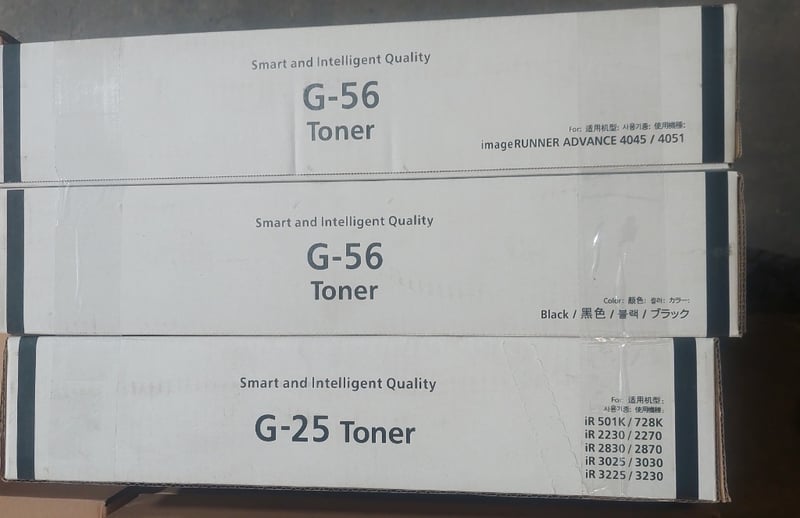 Smart and Intelligent Quality
G-56
Toner
For: 适用机型: 사용기종: 使用機種:
imageRUNNER ADVANCE 4045 / 4051
Smart and Intelligent Quality
G-56
Toner
Color: 顏色: 컬러: カラー:
Black / 黑色 / 블랙 / ブラック
Smart and Intelligent Quality
G-25 Toner
For: 适用机型:
사용기종: 使用機種:
iR 501K / 728K
iR 2230 / 2270
iR 2830 / 2870
iR 3025 / 3030
iR 3225 / 3230